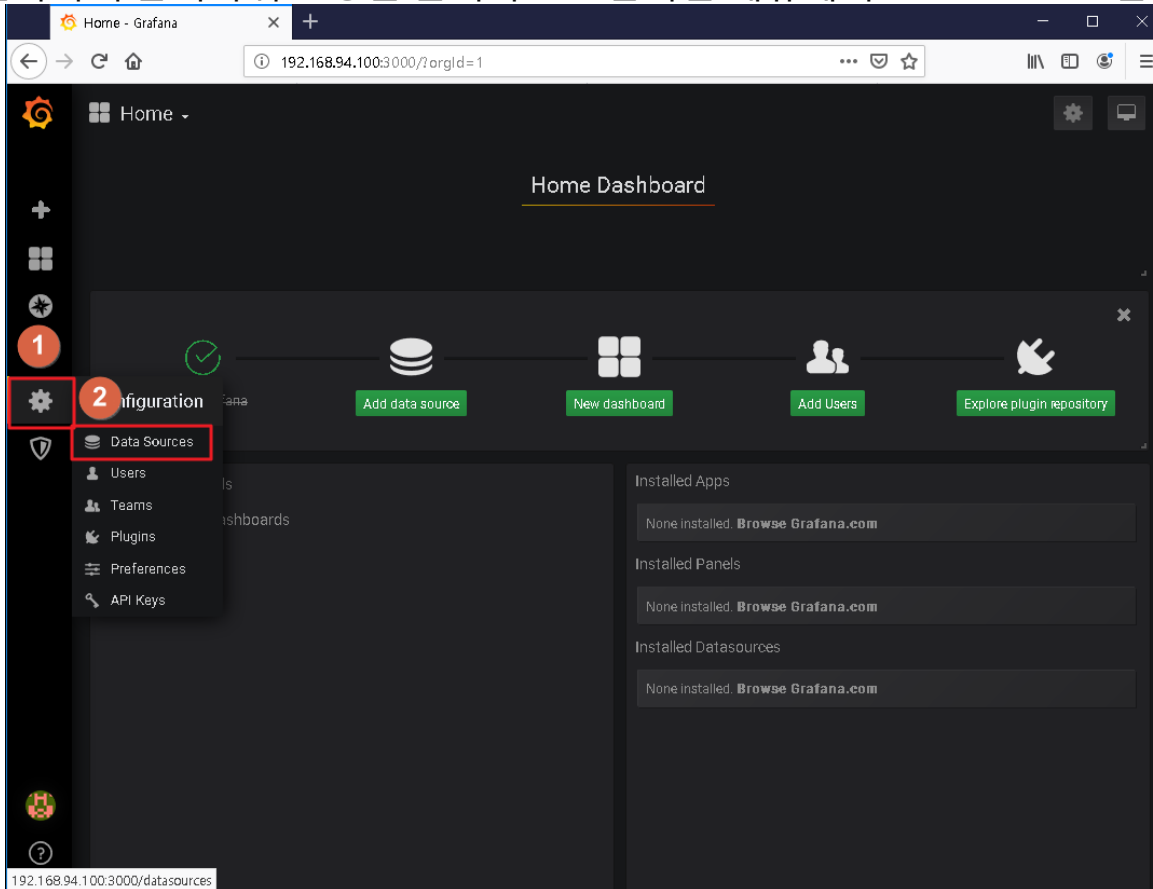 Home - Grafana
192.168.94.100:3000/?orgId=1
Home
Home Dashboard
1
2
Add data source
New dashboard
Add Users
Explore plugin repository
Data Sources
Users
Teams
Plugins
Preferences
API Keys
Installed Apps
None installed. Browse Grafana.com
Installed Panels
None installed. Browse Grafana.com
Installed Datasources
None installed. Browse Grafana.com
192.168.94.100:3000/datasources